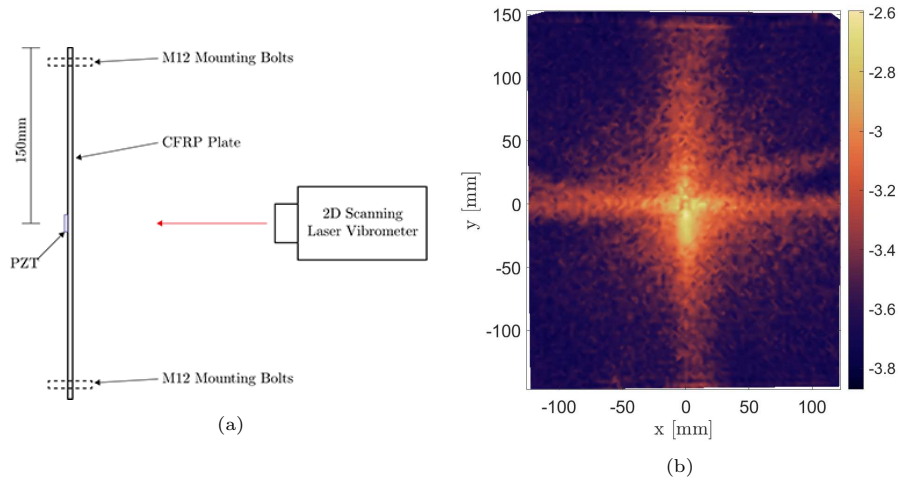 M12 Mounting Bolts
150mm
CFRP Plate
2D Scanning
Laser Vibrometer
PZT
M12 Mounting Bolts
(a)
150
100
50
0
-50
-100
y [mm]
-100 -50 0 50 100
x [mm]
-2.6
-2.8
-3
-3.2
-3.4
-3.6
-3.8
(b)